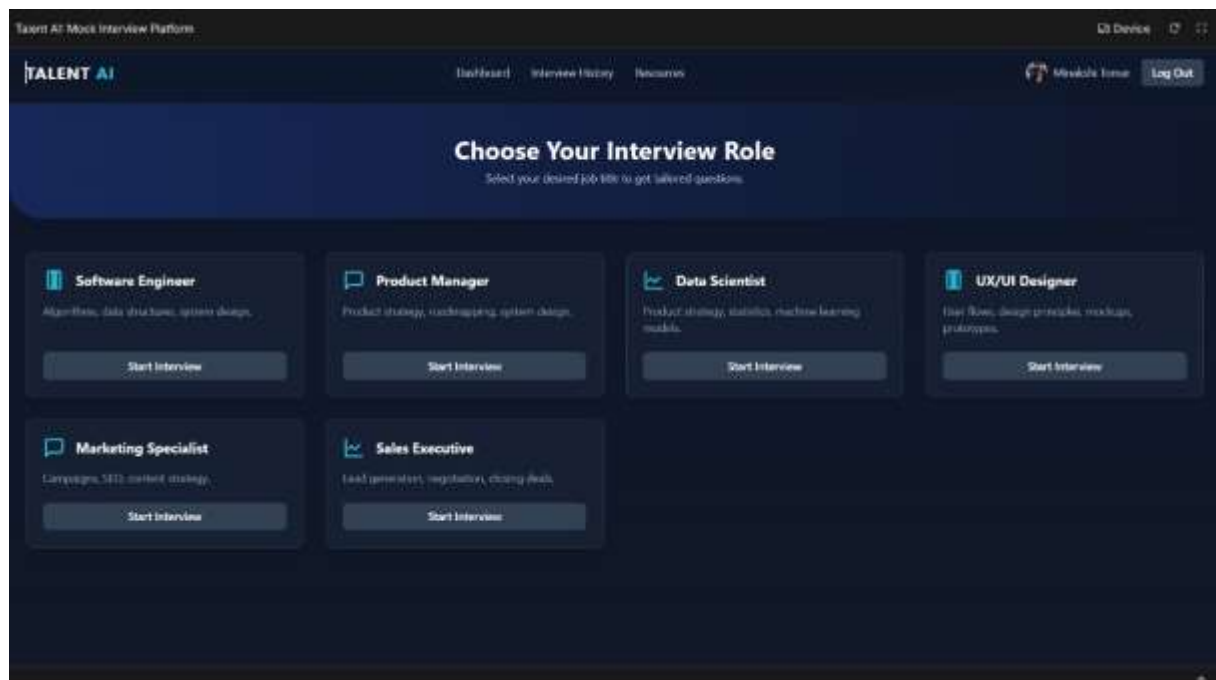 Talent AI: Mock Interview Platform
Device
TALENT AI
Dashboard
Interview History
Resources
Log Out
Choose Your Interview Role
Select your desired job title to get tailored questions.
Software Engineer
Algorithms, data structures, system design.
Start Interview
Product Manager
Product strategy, roadmapping, system design.
Start Interview
Data Scientist
Product strategy, statistics, machine learning
models.
Start Interview
UX/UI Designer
User flows, design principles, mockups,
prototypes.
Start Interview
Marketing Specialist
Campaigns, SEO, content strategy.
Start Interview
Sales Executive
Lead generation, negotiation, closing deals.
Start Interview